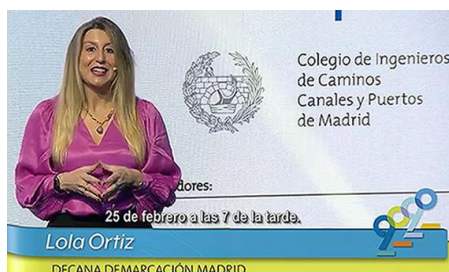 Colegio de Ingenieros
de Caminos
Canales y Puertos
de Madrid
dores:
25 de febrero a las 7 de la tarde.
Lola Ortiz
DECANA DEMARCACIÓN MADRID